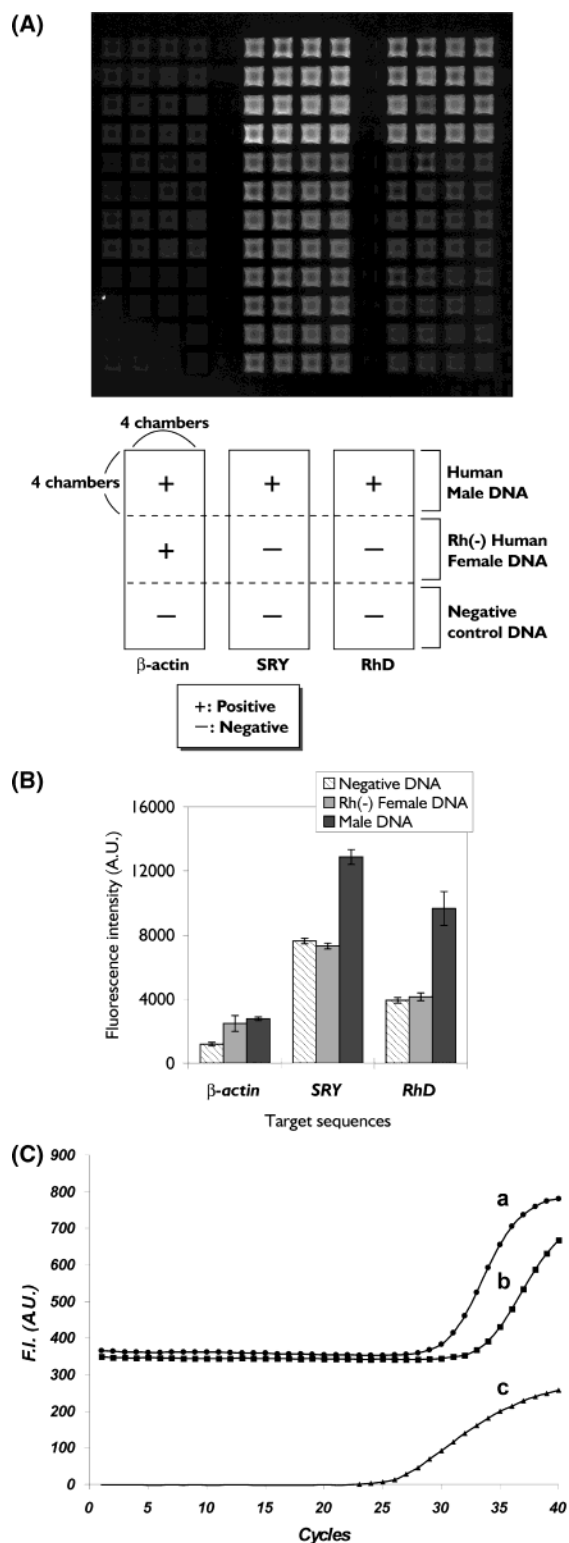 (A)
4 chambers
4 chambers
+ + +
Human
Male DNA
+ − −
Rh(-) Human
Female DNA
− − −
Negative
control DNA
β-actin SRY RhD
+: Positive
−: Negative
(B)
Negative DNA
Rh(-) Female DNA
Male DNA
Fluorescence intensity (A.U.)
16000
12000
8000
4000
0
β-actin SRY RhD
Target sequences
(C)
F.I. (A.U.)
900
800
700
600
500
400
300
200
100
0
a
b
c
0 5 10 15 20 25 30 35 40
Cycles